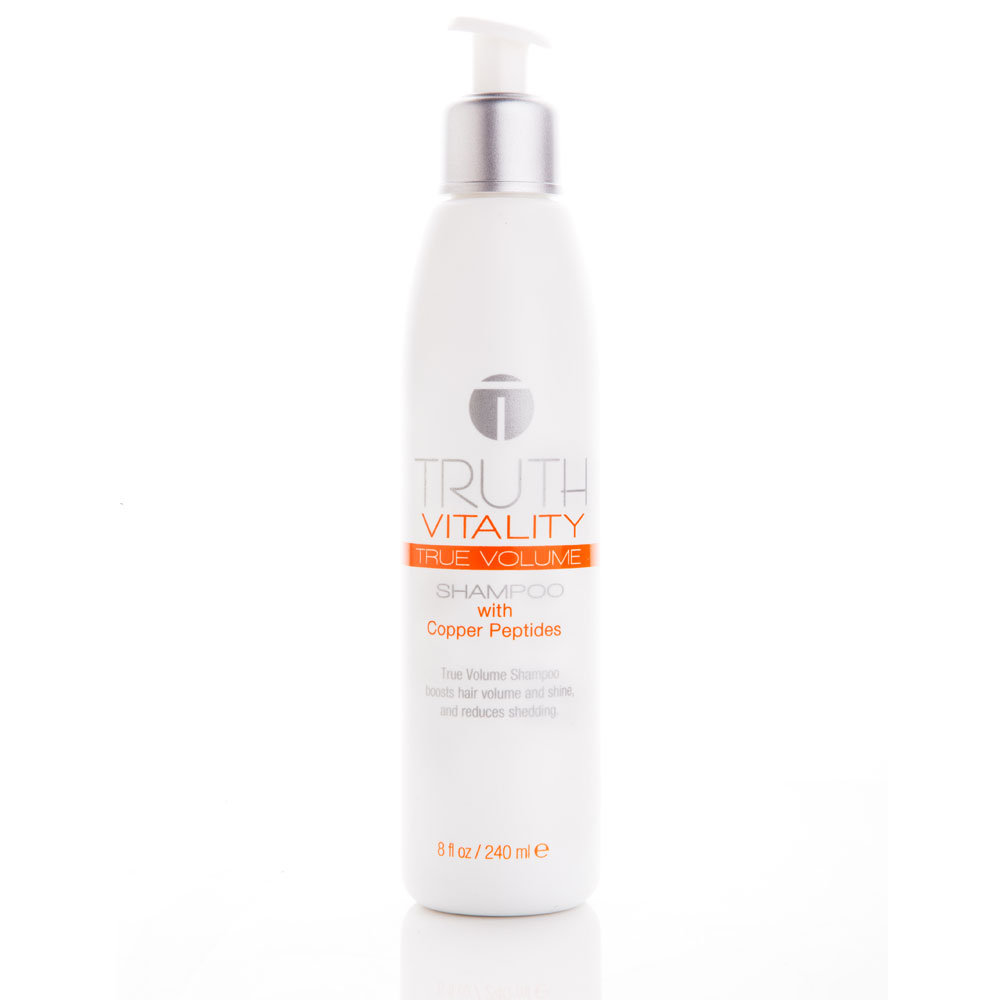 TRUTH
VITALITY
TRUE VOLUME
SHAMPOO
with
Copper Peptides
True Volume Shampoo
boosts hair volume and shine,
and reduces shedding.
8 fl oz / 240 ml ℮